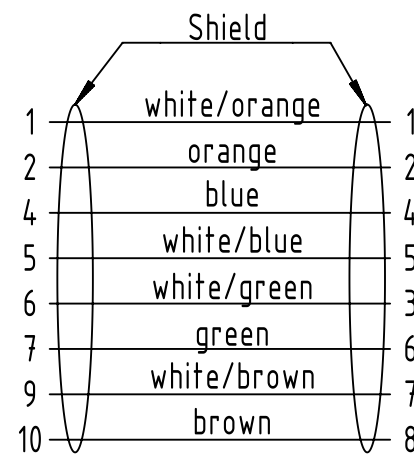 Shield
1 white/orange 1
2 orange 2
4 blue 4
5 white/blue 5
6 white/green 3
7 green 6
9 white/brown 7
10 brown 8